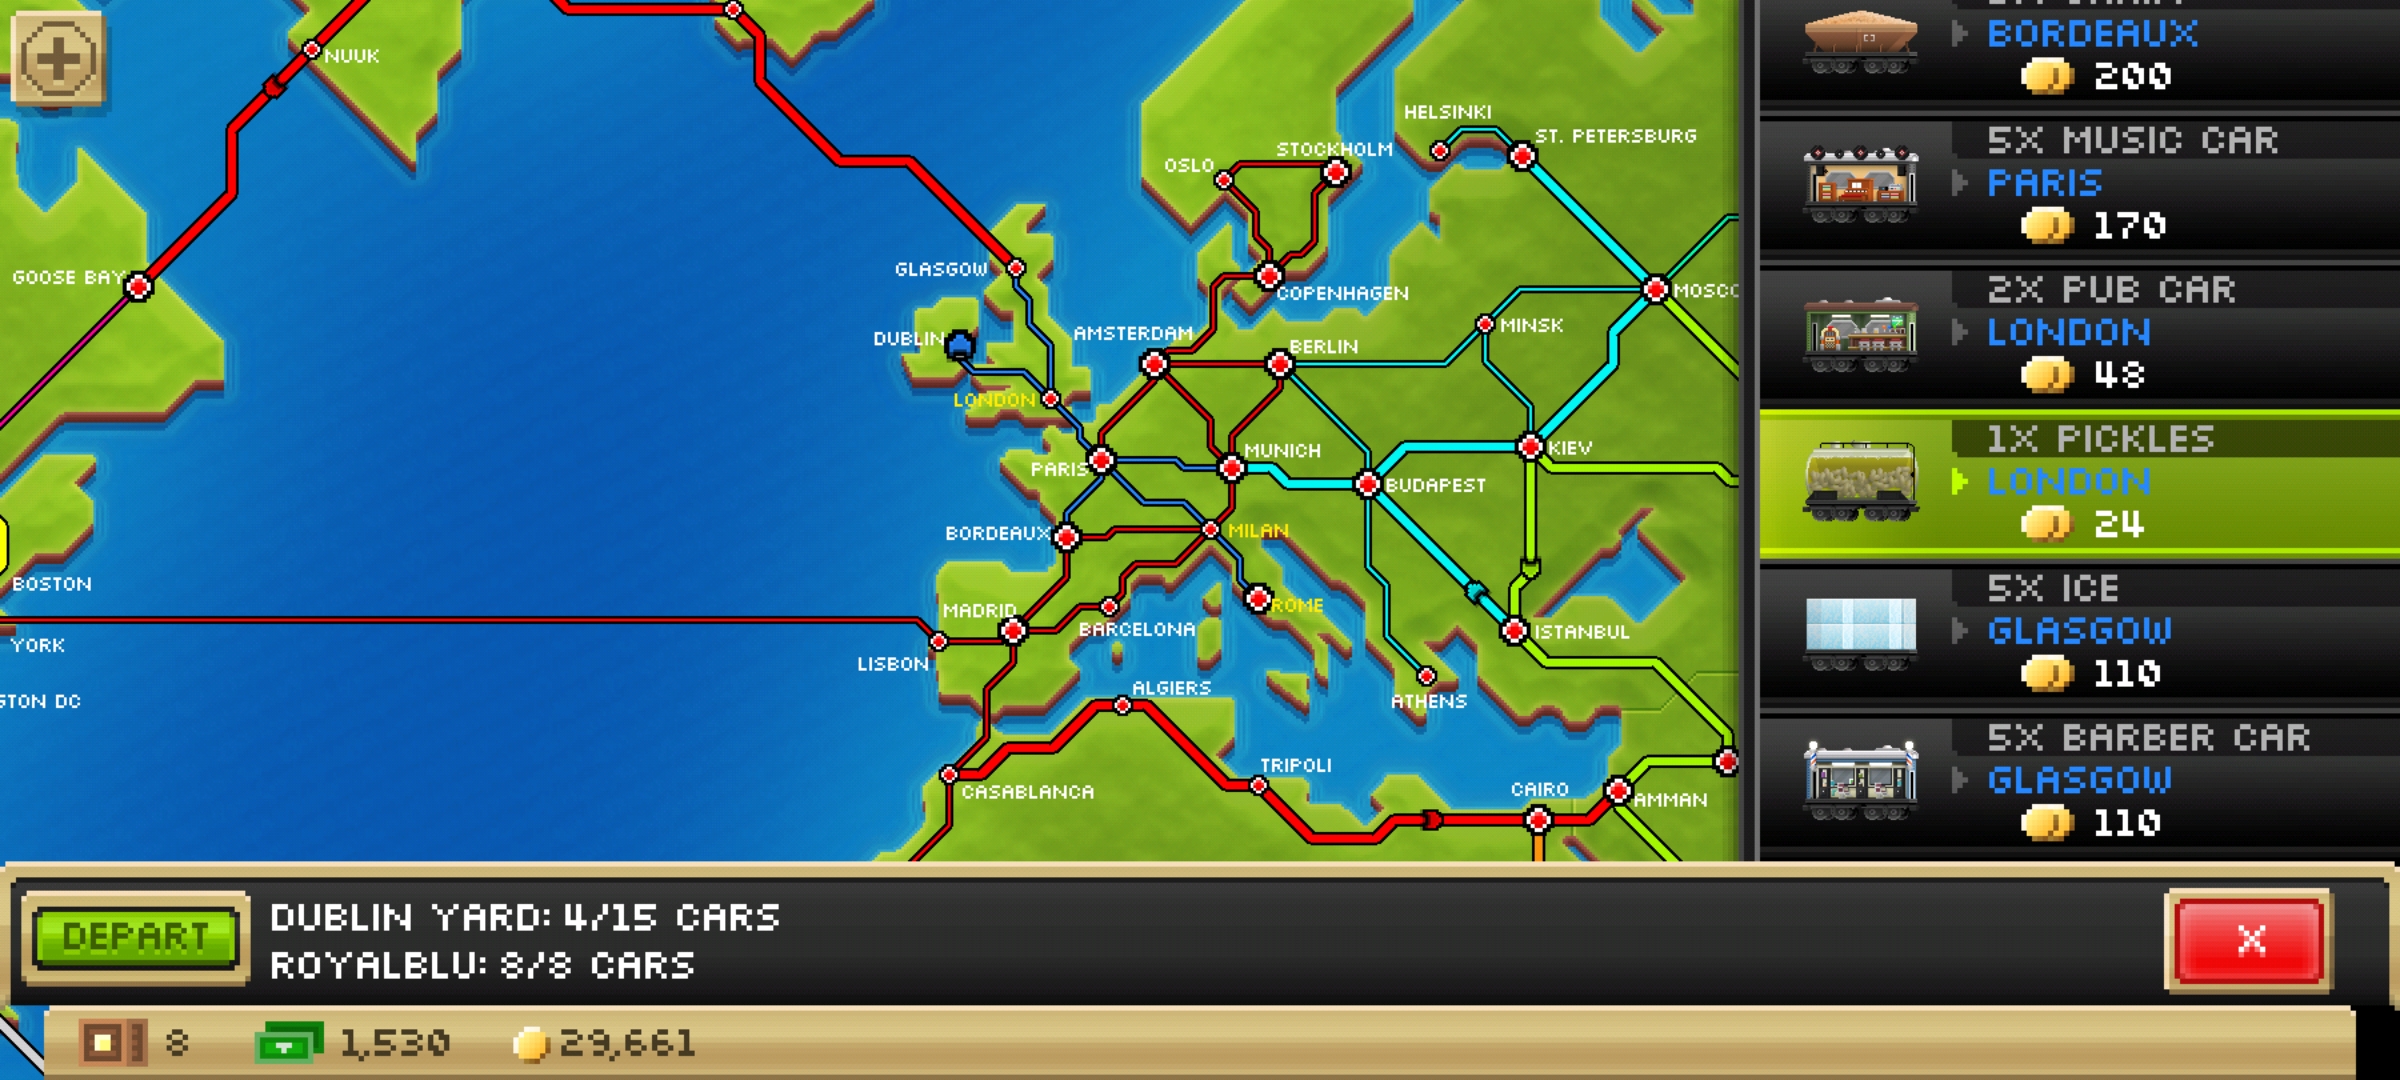 NUUK
GOOSE BAY
BOSTON
YORK
DC
GLASGOW
DUBLIN
LONDON
OSLO
STOCKHOLM
HELSINKI
ST. PETERSBURG
COPENHAGEN
AMSTERDAM
BERLIN
MINSK
PARIS
MUNICH
BUDAPEST
KIEV
BORDEAUX
MILAN
ROME
MADRID
BARCELONA
LISBON
ISTANBUL
ATHENS
ALGIERS
TRIPOLI
CASABLANCA
CAIRO
AMMAN
BORDEAUX
200
5X MUSIC CAR
PARIS
170
2X PUB CAR
LONDON
48
1X PICKLES
LONDON
24
5X ICE
GLASGOW
110
5X BARBER CAR
GLASGOW
110
DEPART
DUBLIN YARD: 4/15 CARS
ROYALBLU: 8/8 CARS
X
8
1,530
29,661